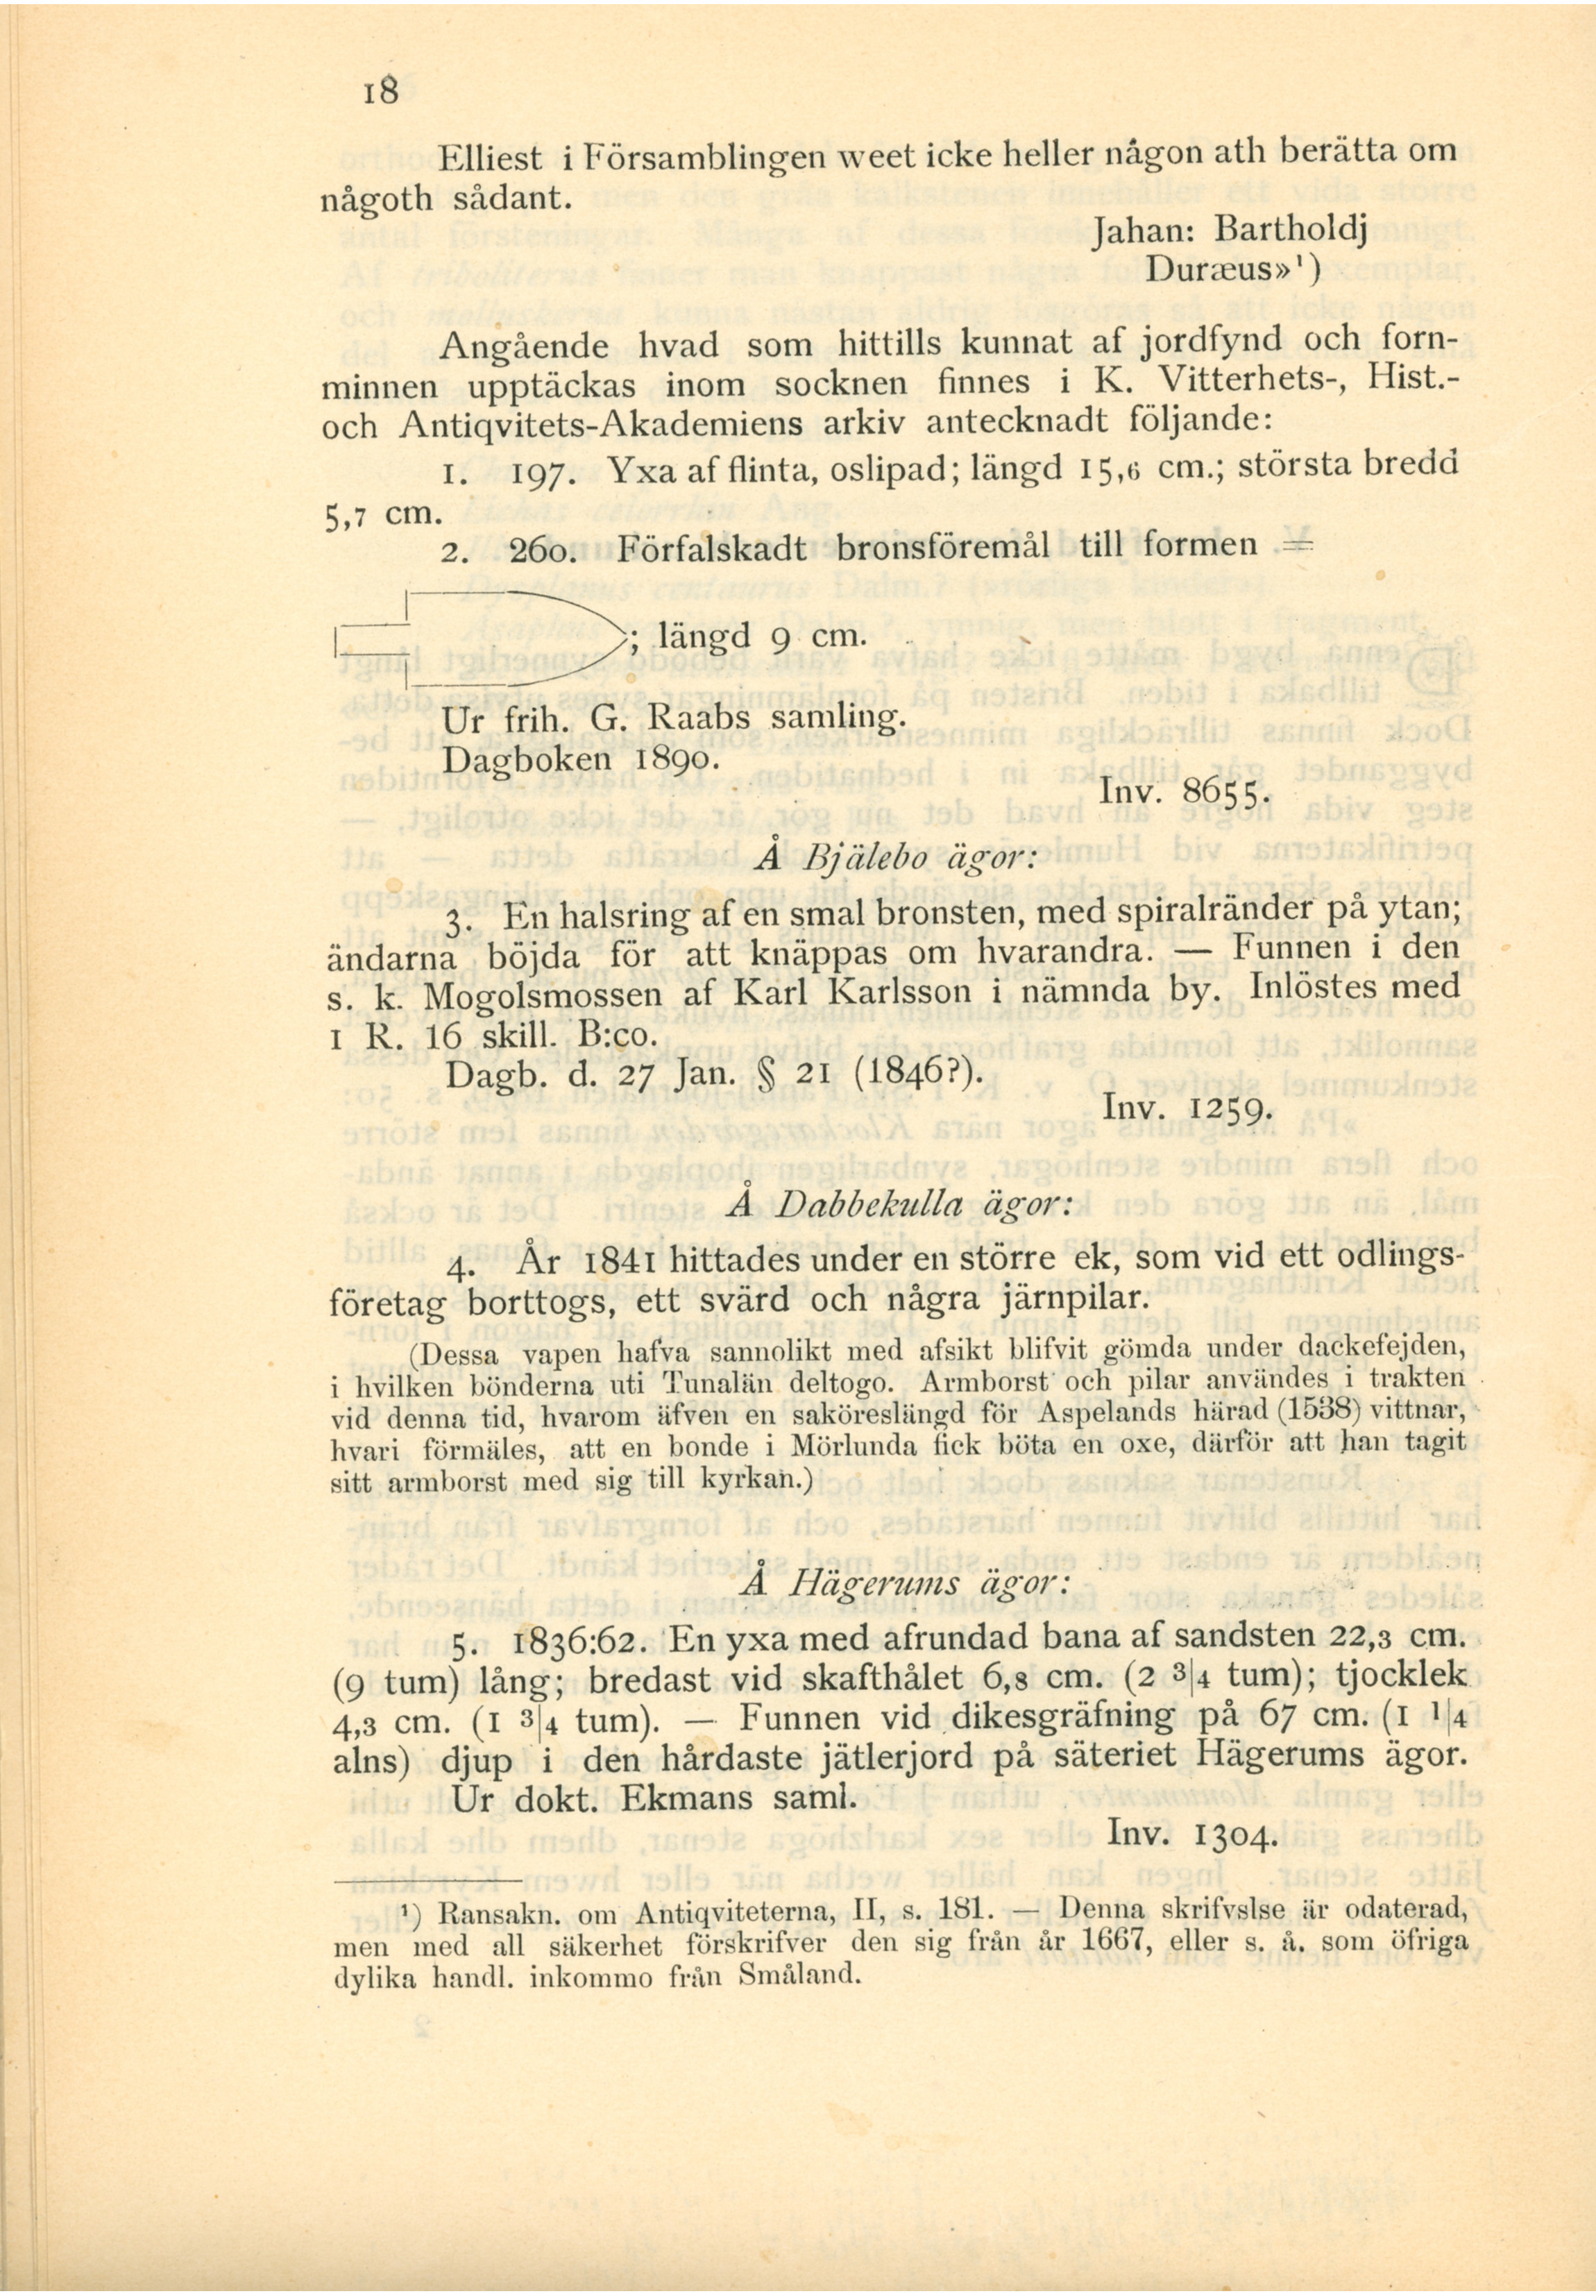 18
Elliest i Församblingen weet icke heller någon ath berätta om
någoth sådant.
Jahan: Bartholdj
Duræus»¹)
Angående hvad som hittills kunnat af jordfynd och forn-
minnen upptäckas inom socknen finnes i K. Vitterhets-, Hist.-
och Antiqvitets-Akademiens arkiv antecknadt följande:
1. 197. Yxa af flinta, oslipad; längd 15,6 cm.; största bredd
5,7 cm.
2. 260. Förfalskadt bronsföremål till formen =
; längd 9 cm.
Ur frih. G. Raabs samling.
Dagboken 1890.
Inv. 8655.
Å Bjälebo ägor:
3. En halsring af en smal bronsten, med spiralränder på ytan;
ändarna böjda för att knäppas om hvarandra. — Funnen i den
s. k. Mogolsmossen af Karl Karlsson i nämnda by. Inlöstes med
1 R. 16 skill. B:co.
Dagb. d. 27 Jan. § 21 (1846?).
Inv. 1259.
Å Dabbekulla ägor:
4. År 1841 hittades under en större ek, som vid ett odlings-
företag borttogs, ett svärd och några järnpilar.
(Dessa vapen hafva sannolikt med afsikt blifvit gömda under dackefejden,
i hvilken bönderna uti Tunalän deltogo. Armborst och pilar användes i trakten
vid denna tid, hvarom äfven en saköreslängd för Aspelands härad (1538) vittnar,
hvari förmäles, att en bonde i Mörlunda fick böta en oxe, därför att han tagit
sitt armborst med sig till kyrkan.)
Å Hägerums ägor:
5. 1836:62. En yxa med afrundad bana af sandsten 22,3 cm.
(9 tum) lång; bredast vid skafthålet 6,8 cm. (2 3|4 tum); tjocklek
4,3 cm. (1 3|4 tum). — Funnen vid dikesgräfning på 67 cm. (1 1|4
alns) djup i den hårdaste jätlerjord på säteriet Hägerums ägor.
Ur dokt. Ekmans saml.
Inv. 1304.
¹) Ransakn. om Antiqviteterna, II, s. 181. — Denna skrifvslse är odaterad,
men med all säkerhet förskrifver den sig från år 1667, eller s. å. som öfriga
dylika handl. inkommo från Småland.